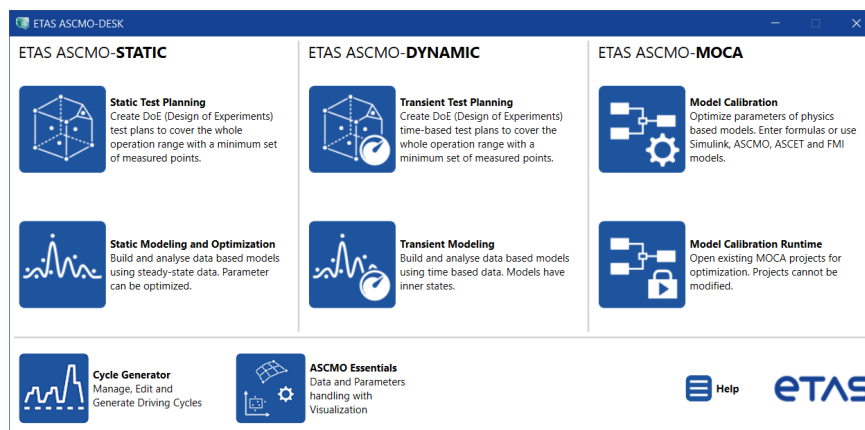 ETAS ASCMO-DESK
ETAS ASCMO-STATIC
Static Test Planning
Create DoE (Design of Experiments)
test plans to cover the whole
operation range with a minimum set
of measured points.
Static Modeling and Optimization
Build and analyse data based models
using steady-state data. Parameter
can be optimized.
ETAS ASCMO-DYNAMIC
Transient Test Planning
Create DoE (Design of Experiments)
time-based test plans to cover the
whole operation range with a
minimum set of measured points.
Transient Modeling
Build and analyse data based models
using time based data. Models have
inner states.
ETAS ASCMO-MOCA
Model Calibration
Optimize parameters of physics
based models. Enter formulas or use
Simulink, ASCMO, ASCET and FMI
models.
Model Calibration Runtime
Open existing MOCA projects for
optimization. Projects cannot be
modified.
Cycle Generator
Manage, Edit and
Generate Driving Cycles
ASCMO Essentials
Data and Parameters
handling with
Visualization
Help
etas